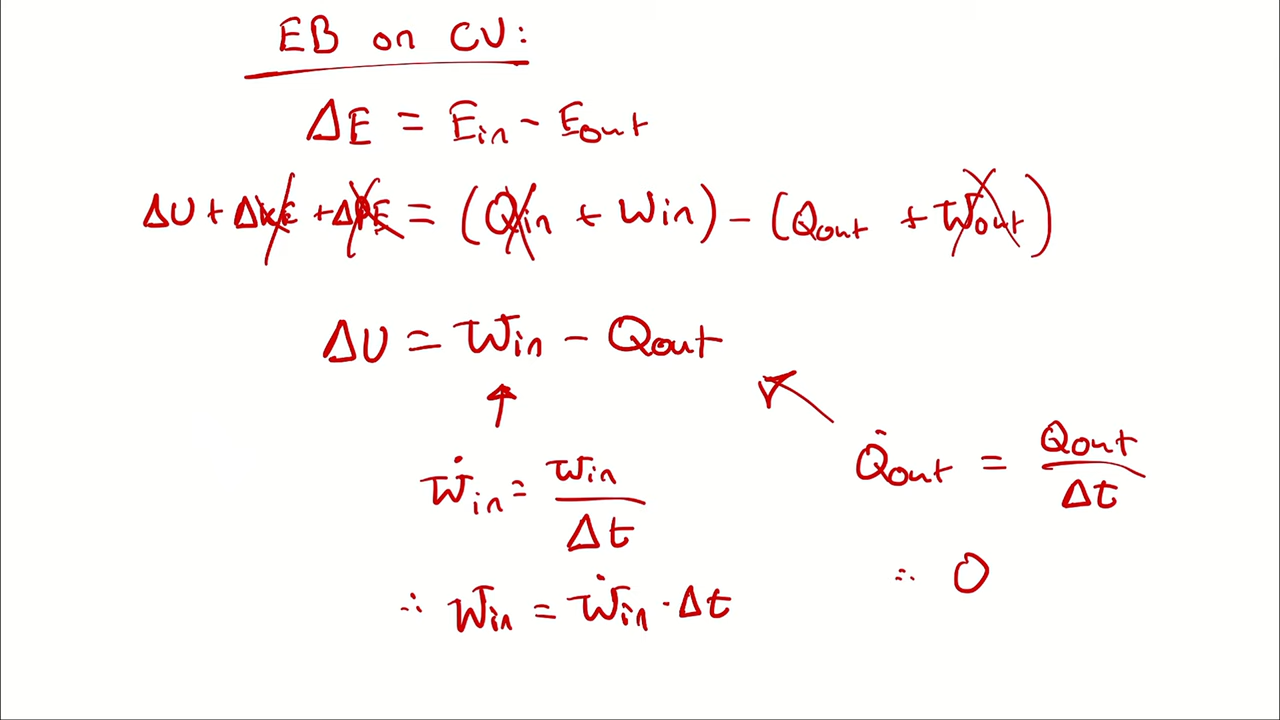 EB on CV:
ΔE = Ein - Eout
ΔU + ΔKE + ΔPE = (Qin + Win) - (Qout + Wout)
ΔU = Win - Qout
Ẇin = Win / Δt
Q̇out = Qout / Δt
∴ Win = Ẇin · Δt
∴ O